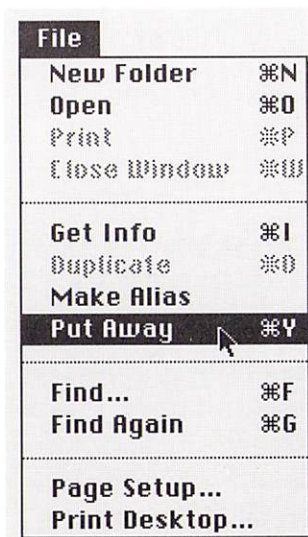 File
New Folder ⌘N
Open ⌘O
Print ⌘P
Close Window ⌘W
Get Info ⌘I
Duplicate ⌘D
Make Alias
Put Away ⌘Y
Find... ⌘F
Find Again ⌘G
Page Setup...
Print Desktop...